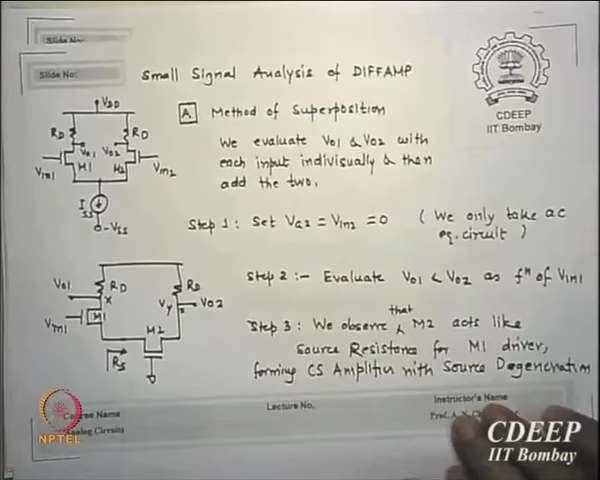 Slide No:
Slide No:
Small Signal Analysis of DIFFAMP
CDEEP
IIT Bombay
A Method of Superposition
We evaluate Vo1 & Vo2 with
each input indivisually & then
add the two.
VDD
RD RD
Vo1 Vo2
Vin1 M1 M2 Vin2
ISS
-VSS
Step 1: Set VG2 = Vin2 = 0 (We only take ac
eq. circuit)
Step 2:- Evaluate Vo1 & Vo2 as fn of Vin1
Step 3: We observe that M2 acts like
Source Resistance for M1 driver,
forming CS Amplifier with Source Degeneration
Vo1 RD RD
X Vy Vo2
Vin1 M1 M2
RS
NPTEL
Course Name
Analog Circuits
Lecture No.
Instructor's Name
Prof. A. N.
CDEEP
IIT Bombay